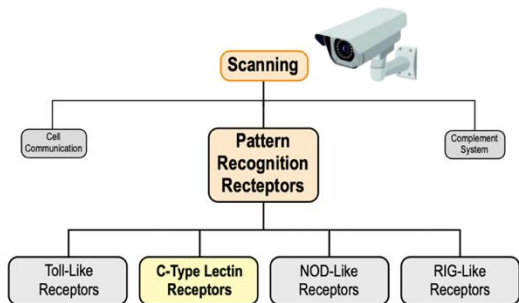 Scanning
Cell
Communication
Pattern
Recognition
Recteptors
Complement
System
Toll-Like
Receptors
C-Type Lectin
Receptors
NOD-Like
Receptors
RIG-Like
Receptors